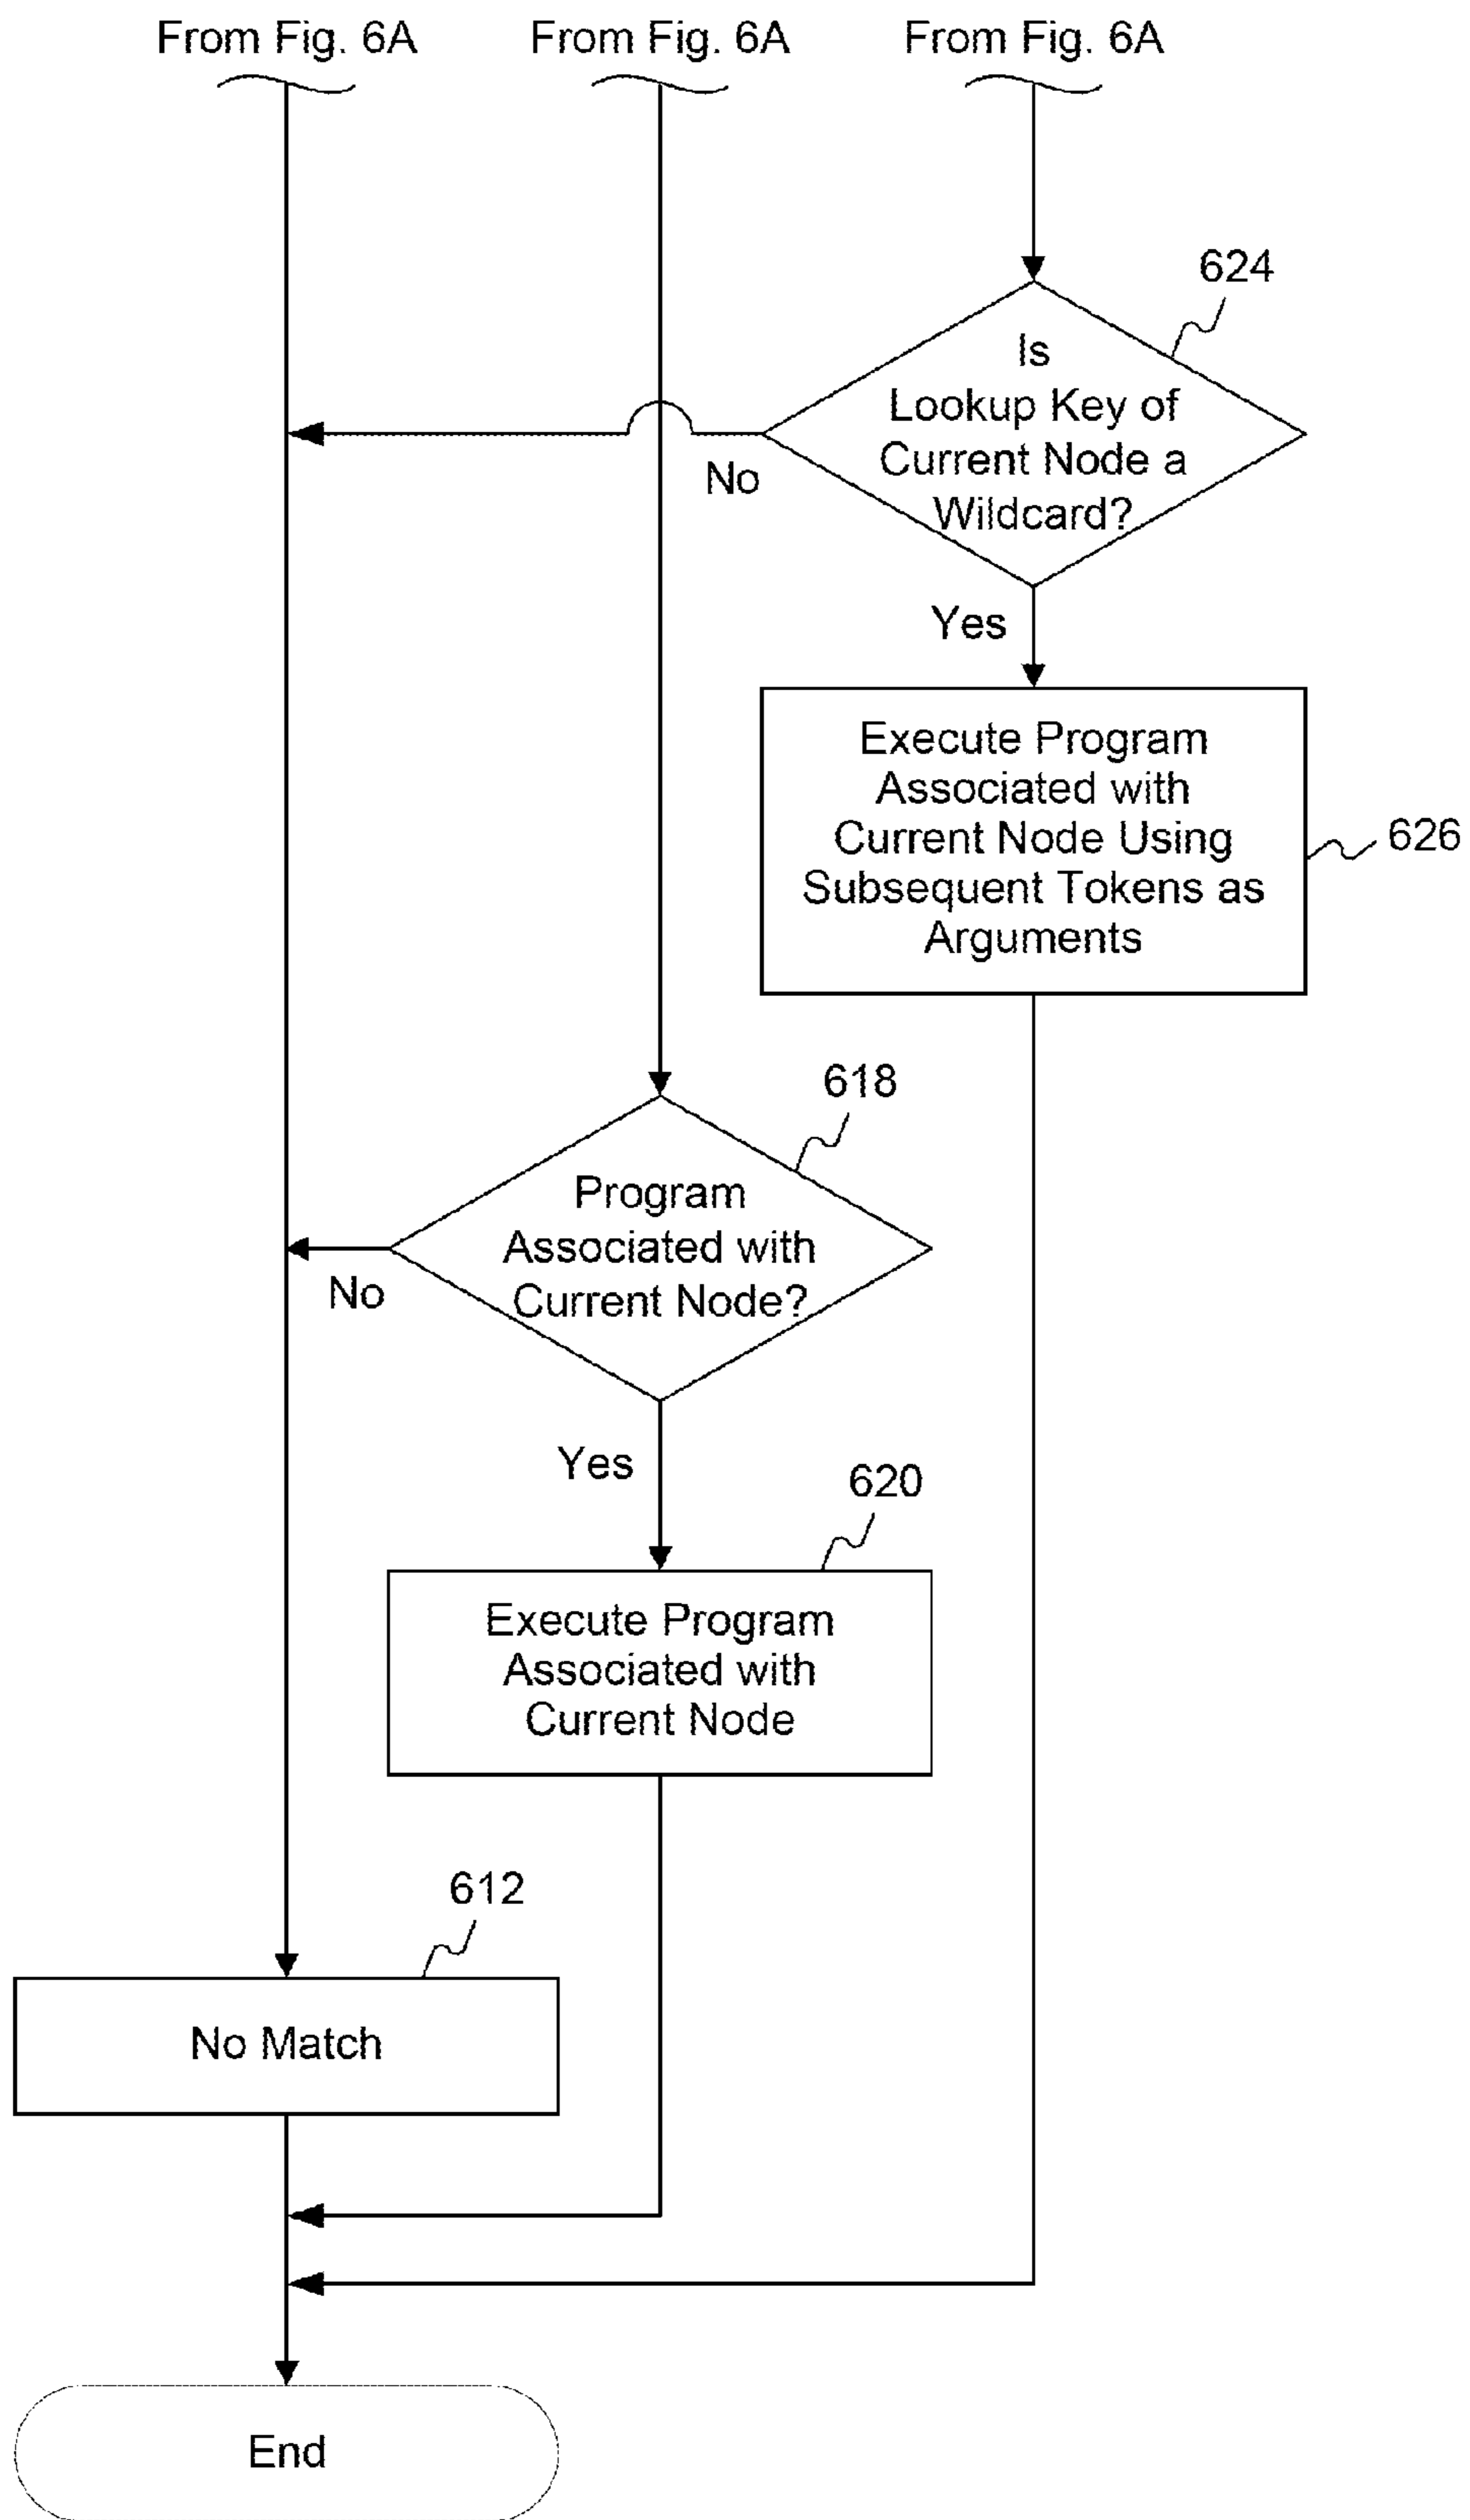 From Fig. 6A
From Fig. 6A
From Fig. 6A
624
Is
Lookup Key of
Current Node a
Wildcard?
No
Yes
Execute Program
Associated with
Current Node Using
Subsequent Tokens as
Arguments
626
618
Program
Associated with
Current Node?
No
Yes
620
Execute Program
Associated with
Current Node
612
No Match
End